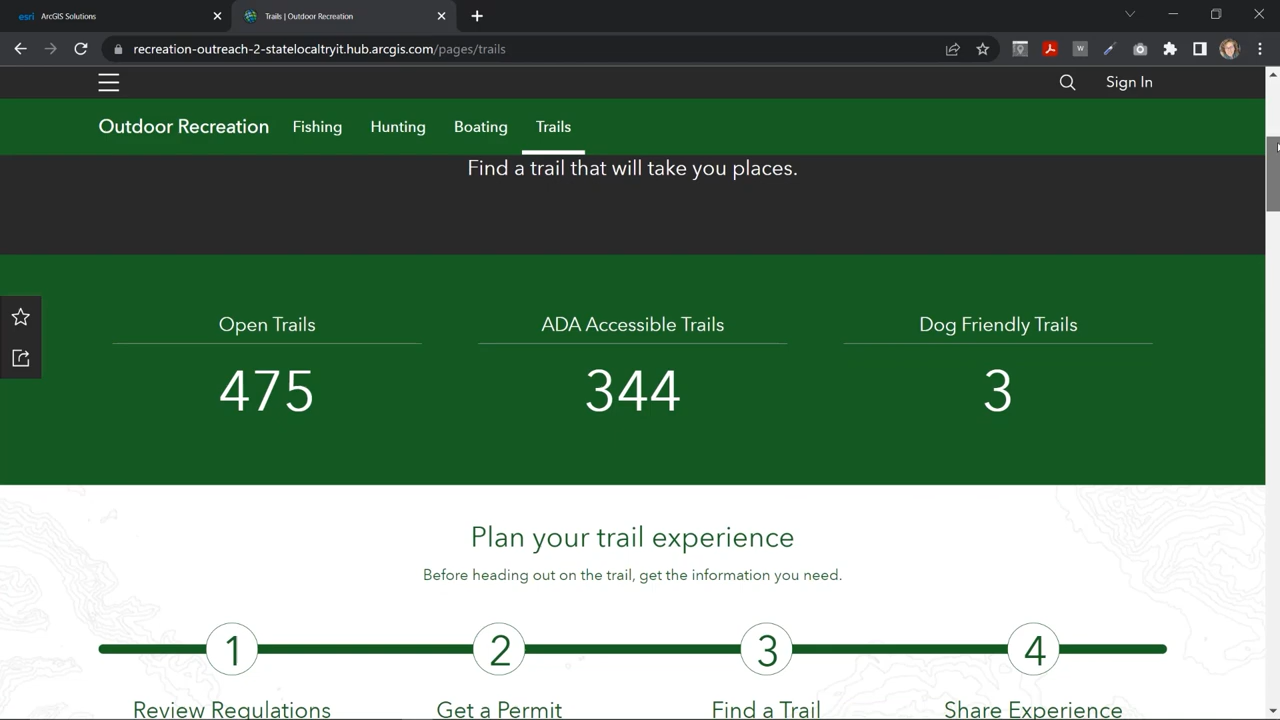 esri ArcGIS Solutions
Trails | Outdoor Recreation
recreation-outreach-2-statelocaltryit.hub.arcgis.com/pages/trails
W
Sign In
Outdoor Recreation Fishing Hunting Boating Trails
Find a trail that will take you places.
Open Trails
475
ADA Accessible Trails
344
Dog Friendly Trails
3
Plan your trail experience
Before heading out on the trail, get the information you need.
1 2 3 4
Review Regulations Get a Permit Find a Trail Share Experience